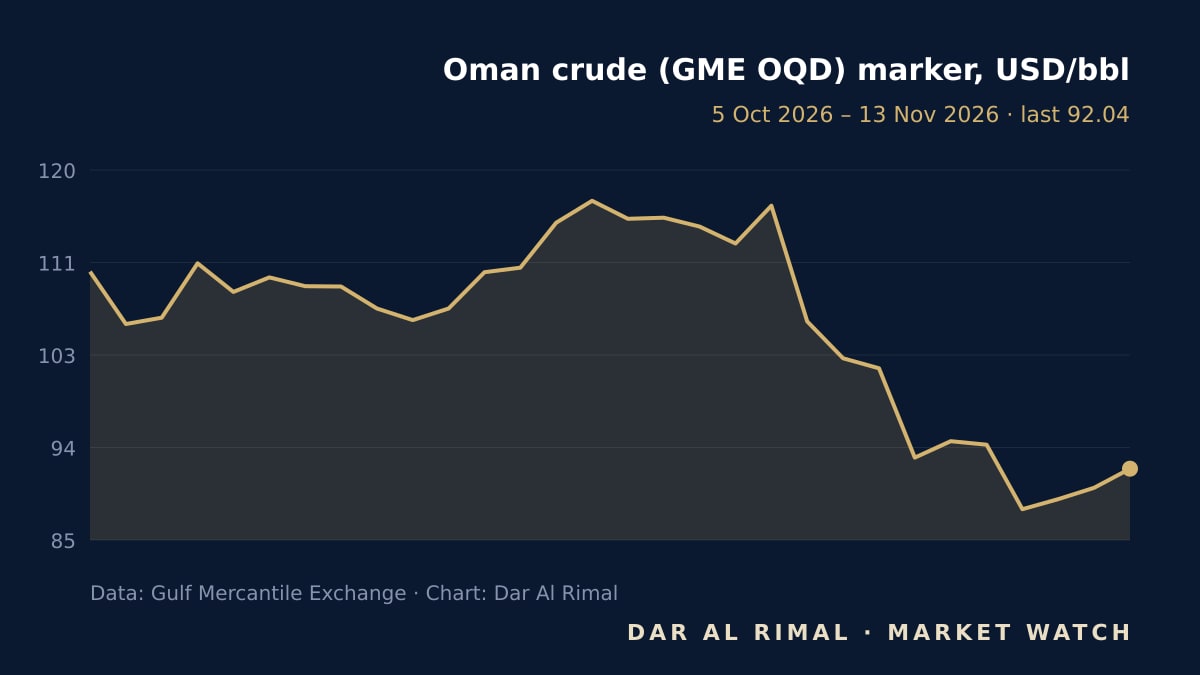 Oman crude (GME OQD) marker, USD/bbl
5 Oct 2026 – 13 Nov 2026 · last 92.04
120
111
103
94
85
Data: Gulf Mercantile Exchange · Chart: Dar Al Rimal
DAR AL RIMAL · MARKET WATCH